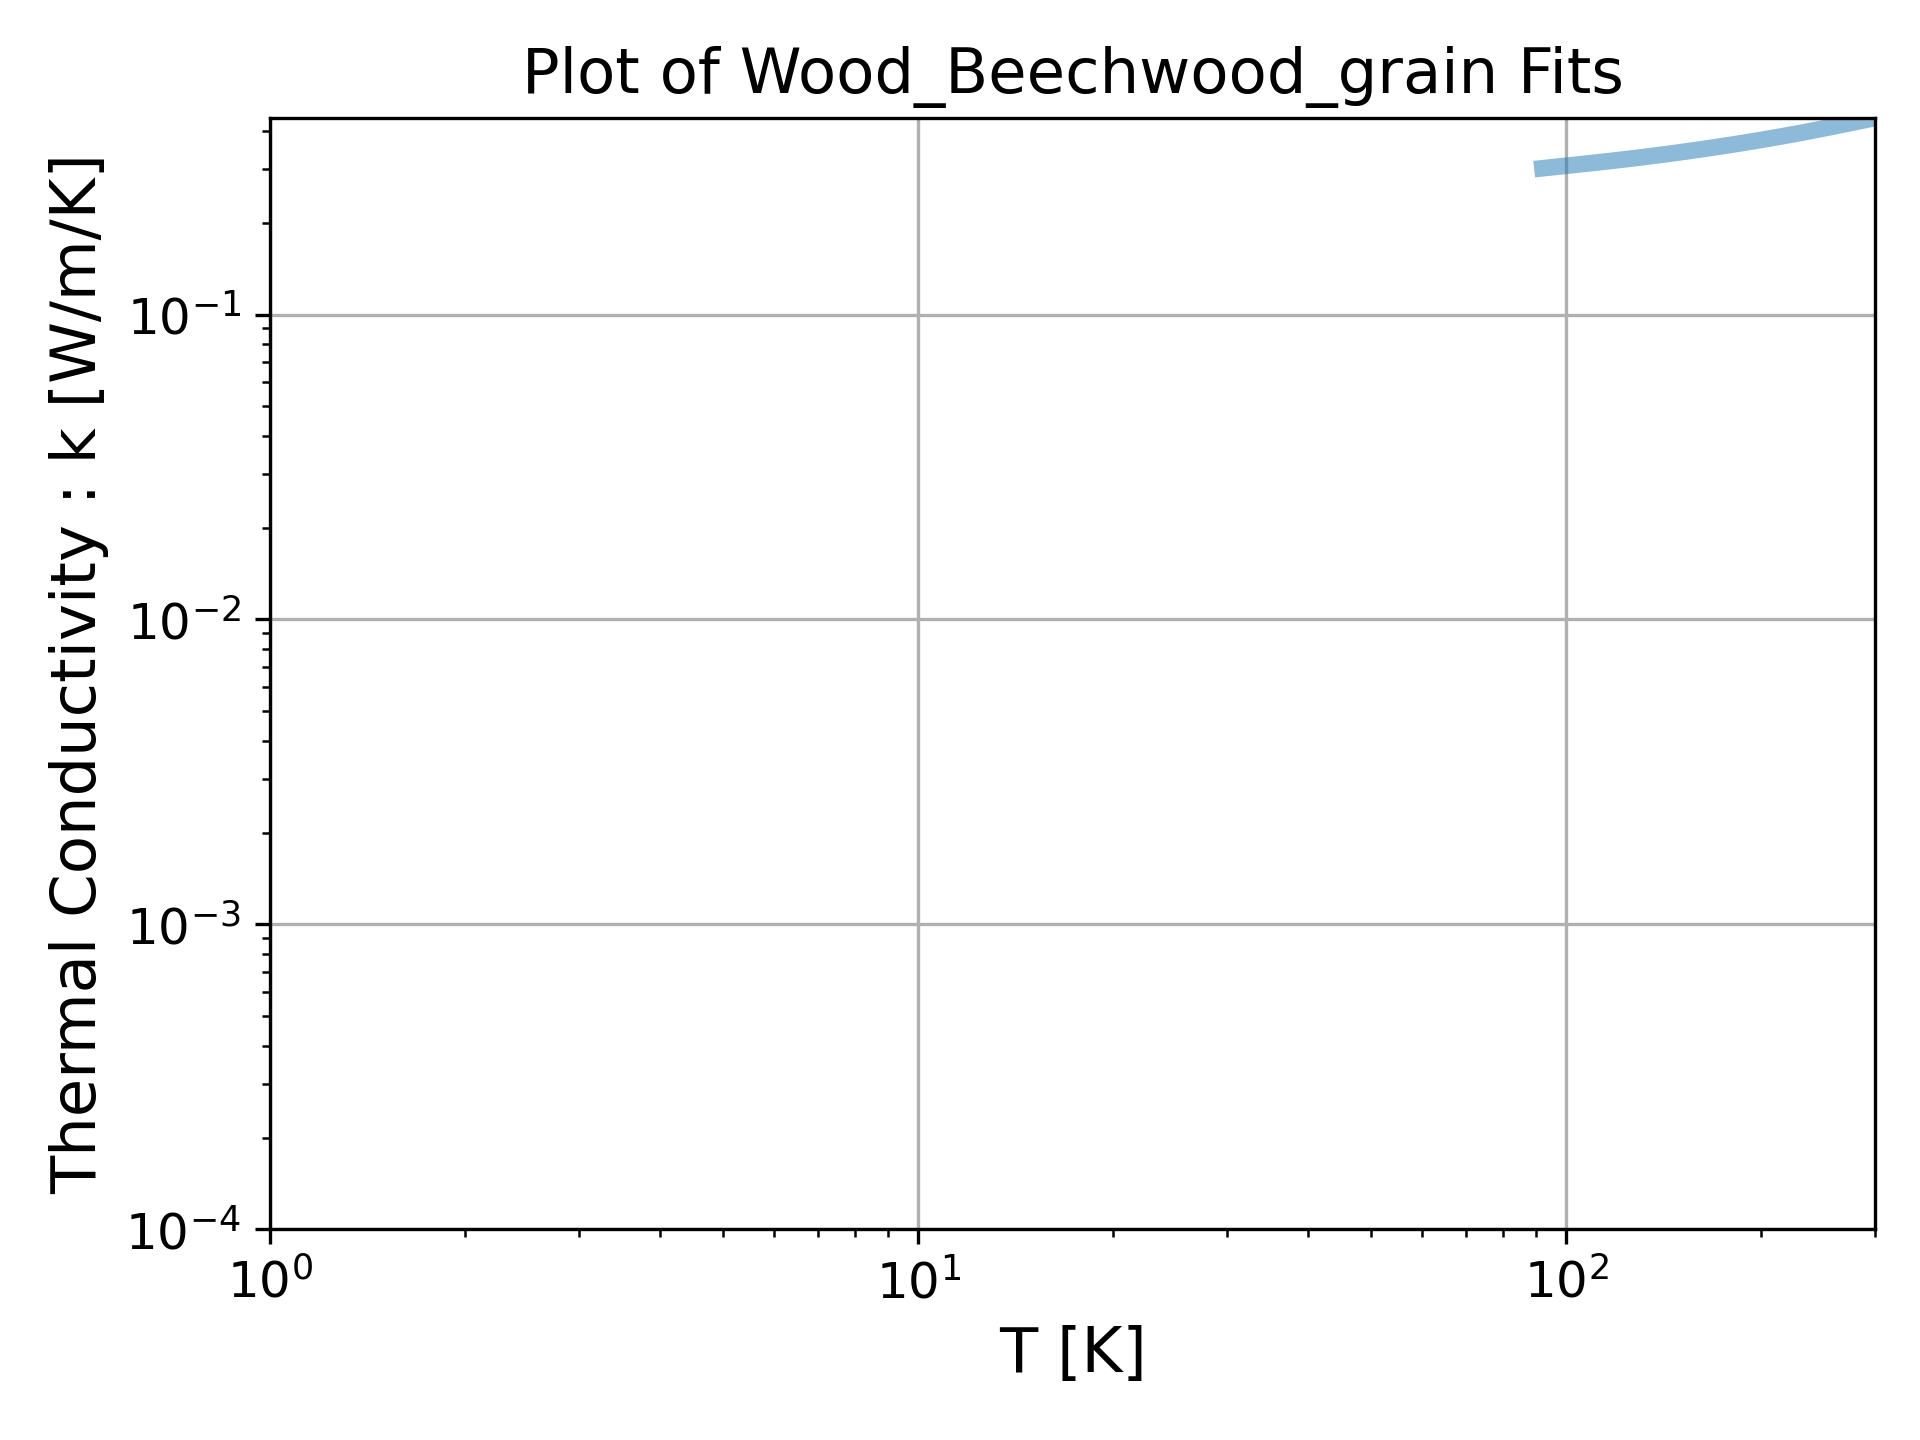 Plot of Wood_Beechwood_grain Fits
Thermal Conductivity : k [W/m/K]
10⁻¹
10⁻²
10⁻³
10⁻⁴
10⁰ 10¹ 10²
T [K]